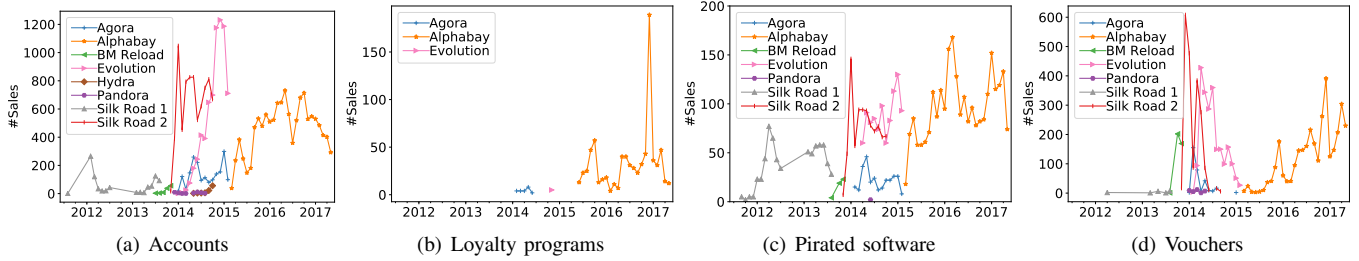 #Sales
1200
1000
800
600
400
200
0
Agora
Alphabay
BM Reload
Evolution
Hydra
Pandora
Silk Road 1
Silk Road 2
2012 2013 2014 2015 2016 2017
(a) Accounts
#Sales
150
100
50
0
Agora
Alphabay
Evolution
2012 2013 2014 2015 2016 2017
(b) Loyalty programs
#Sales
200
150
100
50
0
Agora
Alphabay
BM Reload
Evolution
Pandora
Silk Road 1
Silk Road 2
2012 2013 2014 2015 2016 2017
(c) Pirated software
#Sales
600
500
400
300
200
100
0
Agora
Alphabay
BM Reload
Evolution
Pandora
Silk Road 1
Silk Road 2
2012 2013 2014 2015 2016 2017
(d) Vouchers